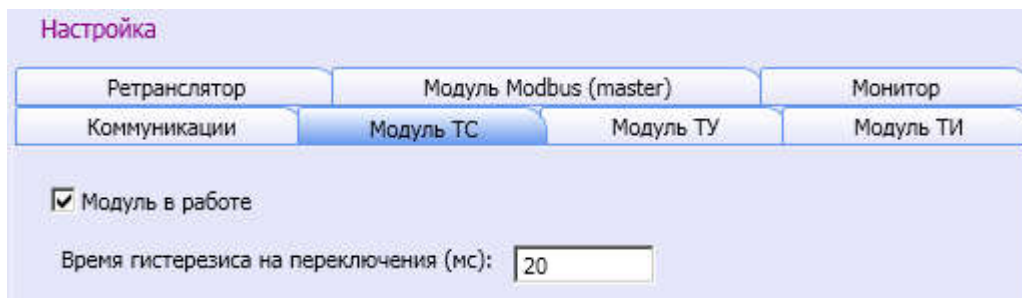 Настройка
Ретранслятор Модуль Modbus (master) Монитор
Коммуникации Модуль ТС Модуль ТУ Модуль ТИ
Модуль в работе
Время гистерезиса на переключения (мс): 20